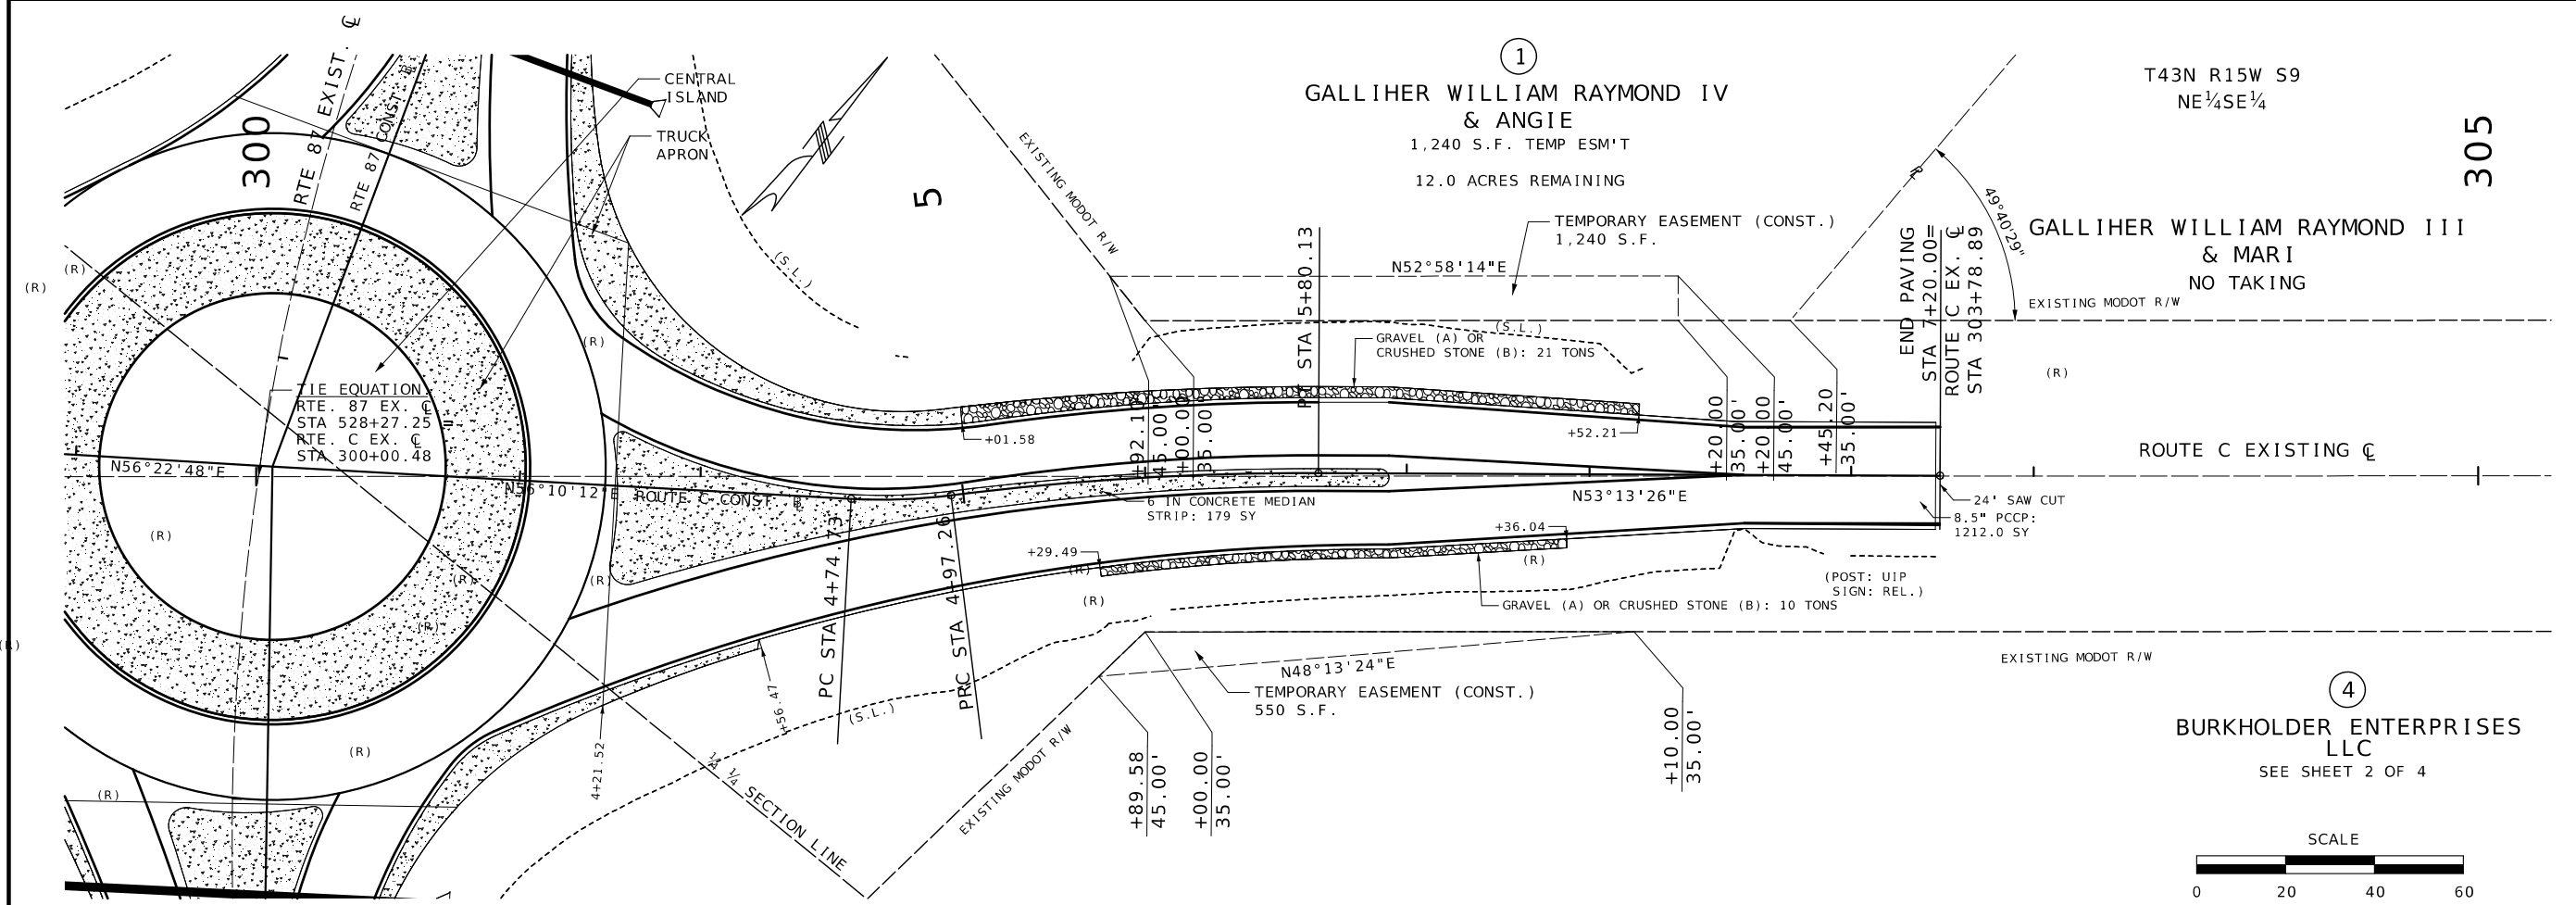 1
GALLIHER WILLIAM RAYMOND IV
& ANGIE
1,240 S.F. TEMP ESM'T
12.0 ACRES REMAINING
T43N R15W S9
NE¼SE¼
305
300
5
RTE 87 EXIST. ℄
RTE 87 CONST. ℄
CENTRAL
ISLAND
TRUCK
APRON
EXISTING MODOT R/W
(S.L.)
TEMPORARY EASEMENT (CONST.)
1,240 S.F.
N52°58'14"E
49°40'29"
GALLIHER WILLIAM RAYMOND III
& MARI
NO TAKING
EXISTING MODOT R/W
END PAVING
STA 7+20.00=
ROUTE C EX. ℄
STA 303+78.89
STA 5+80.13
(S.L.)
GRAVEL (A) OR
CRUSHED STONE (B): 21 TONS
(R)
(R)
(R)
(R)
TIE EQUATION
RTE. 87 EX. ℄
STA 528+27.25 =
RTE. C EX. ℄
STA 300+00.48
+01.58
+52.21
+92.10
45.00'
+00.00
35.00'
+20.00
35.00'
+20.00
45.00'
+45.20
35.00'
ROUTE C EXISTING ℄
N56°22'48"E
N56°10'12"E
ROUTE C CONST.
6 IN CONCRETE MEDIAN
STRIP: 179 SY
N53°13'26"E
24' SAW CUT
8.5" PCCP:
1212.0 SY
+36.04
+29.49
(R)
(R)
(R)
(R)
(R)
(R)
(R)
(R)
(POST: UIP
SIGN: REL.)
GRAVEL (A) OR CRUSHED STONE (B): 10 TONS
PC STA 4+74.73
PRC STA 4+97.26
N48°13'24"E
TEMPORARY EASEMENT (CONST.)
550 S.F.
EXISTING MODOT R/W
4
BURKHOLDER ENTERPRISES
LLC
SEE SHEET 2 OF 4
+56.47
4+21.52
(S.L.)
¼ ¼ SECTION LINE
EXISTING MODOT R/W
+89.58
45.00'
+00.00
35.00'
+10.00
35.00'
(R)
(R)
SCALE
0 20 40 60